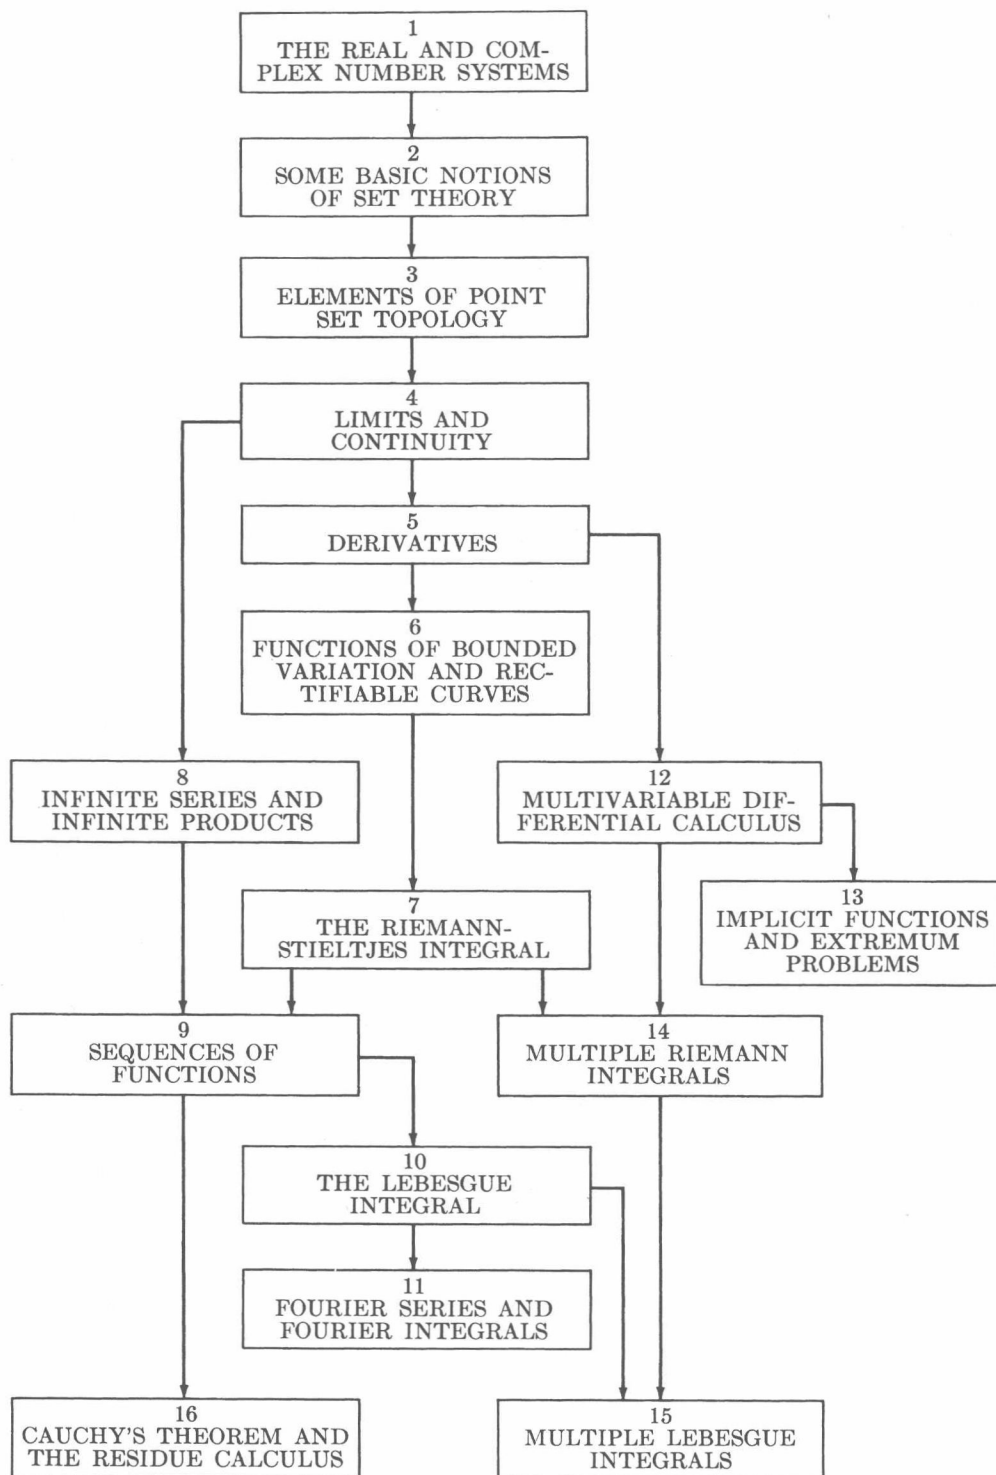 1
THE REAL AND COM-
PLEX NUMBER SYSTEMS
2
SOME BASIC NOTIONS
OF SET THEORY
3
ELEMENTS OF POINT
SET TOPOLOGY
4
LIMITS AND
CONTINUITY
5
DERIVATIVES
6
FUNCTIONS OF BOUNDED
VARIATION AND REC-
TIFIABLE CURVES
8
INFINITE SERIES AND
INFINITE PRODUCTS
12
MULTIVARIABLE DIF-
FERENTIAL CALCULUS
7
THE RIEMANN-
STIELTJES INTEGRAL
13
IMPLICIT FUNCTIONS
AND EXTREMUM
PROBLEMS
9
SEQUENCES OF
FUNCTIONS
14
MULTIPLE RIEMANN
INTEGRALS
10
THE LEBESGUE
INTEGRAL
11
FOURIER SERIES AND
FOURIER INTEGRALS
16
CAUCHY'S THEOREM AND
THE RESIDUE CALCULUS
15
MULTIPLE LEBESGUE
INTEGRALS